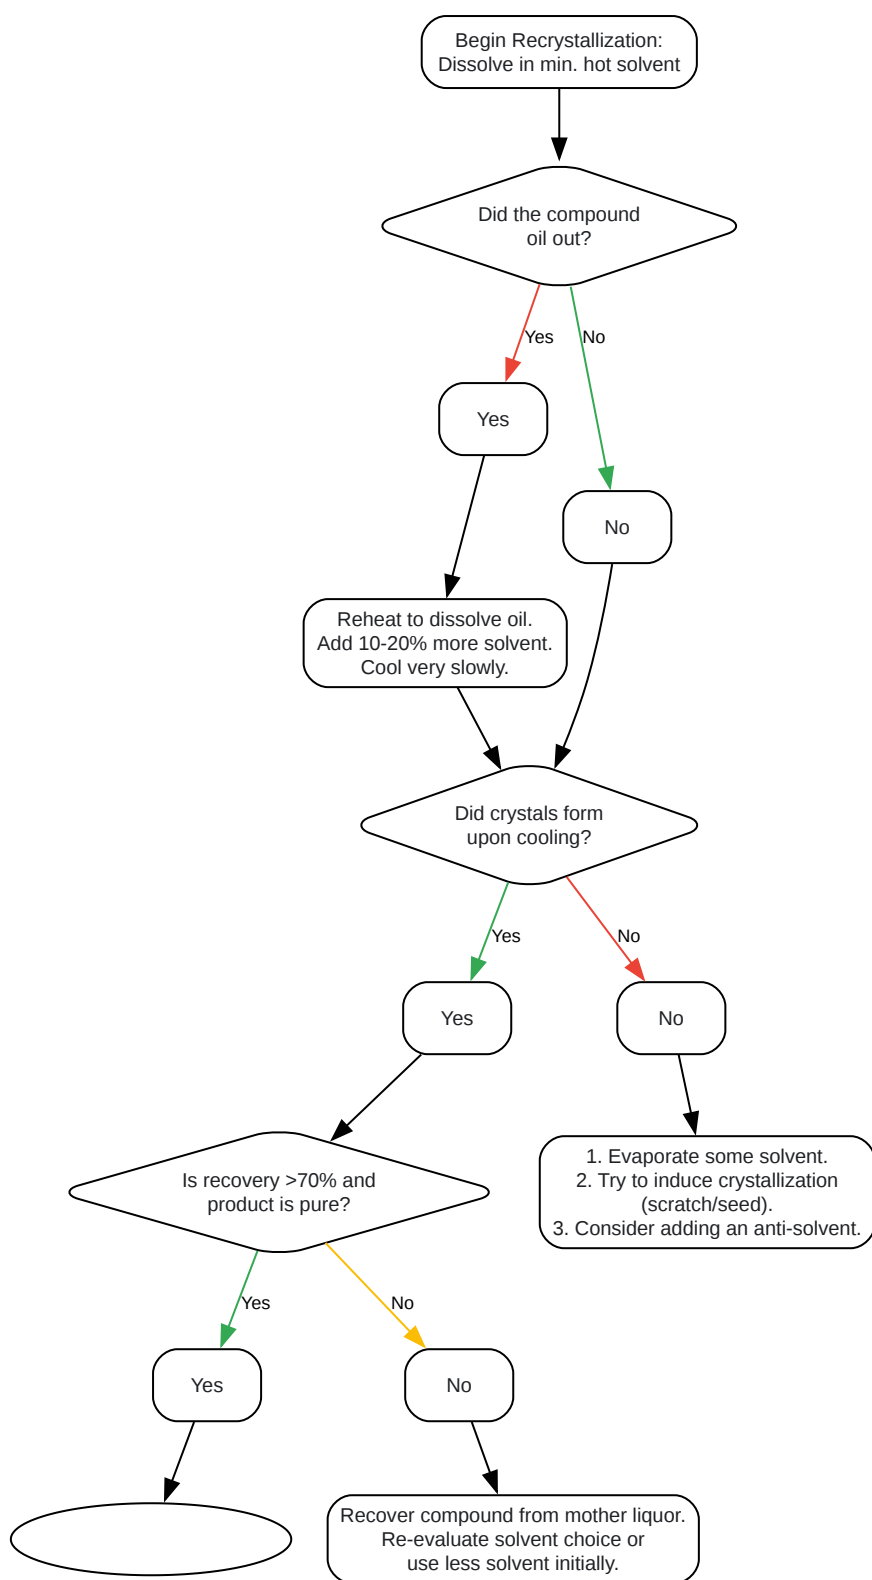 Begin Recrystallization:
Dissolve in min. hot solvent
Did the compound
oil out?
Yes
No
Yes
No
Reheat to dissolve oil.
Add 10-20% more solvent.
Cool very slowly.
Did crystals form
upon cooling?
Yes
No
Yes
No
1. Evaporate some solvent.
2. Try to induce crystallization
(scratch/seed).
3. Consider adding an anti-solvent.
Is recovery >70% and
product is pure?
Yes
No
Yes
No
Recover compound from mother liquor.
Re-evaluate solvent choice or
use less solvent initially.